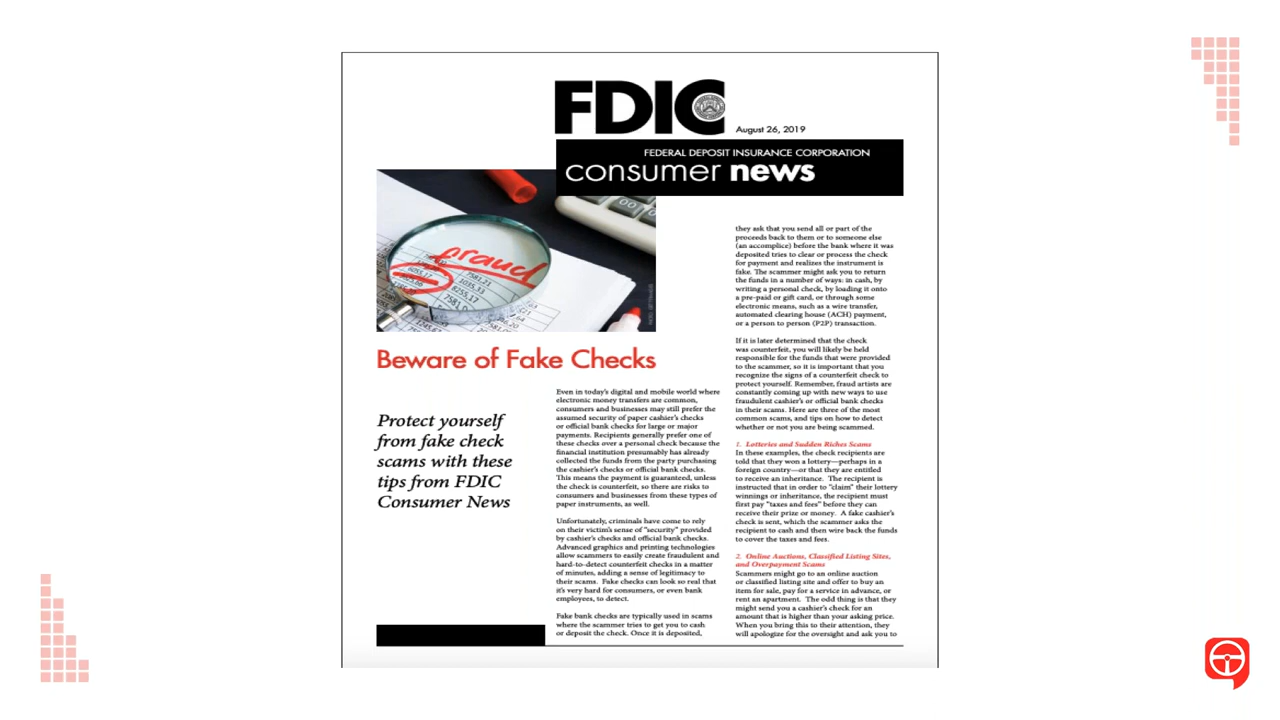 FDIC
August 26, 2019
FEDERAL DEPOSIT INSURANCE CORPORATION
consumer news
fraud
Beware of Fake Checks
Protect yourself
from fake check
scams with these
tips from FDIC
Consumer News
Even in today's digital and mobile world where
electronic money transfers are common,
consumers and businesses may still prefer the
assumed security of paper cashier's checks
or official bank checks for large or major
payments. Recipients generally prefer one of
these checks over a personal check because the
financial institution presumably has already
collected the funds from the party purchasing
the cashier's checks or official bank checks.
This means the payment is guaranteed, unless
the check is counterfeit, so there are risks to
consumers and businesses from these types of
paper instruments, as well.
Unfortunately, criminals have come to rely
on their victim's sense of "security" provided
by cashier's checks and official bank checks.
Advanced graphics and printing technologies
allow scammers to easily create fraudulent and
hard-to-detect counterfeit checks in a matter
of minutes, adding a sense of legitimacy to
their scams. Fake checks can look so real that
it's very hard for consumers, or even bank
employees, to detect.
Fake bank checks are typically used in scams
where the scammer tries to get you to cash
or deposit the check. Once it is deposited,
they ask that you send all or part of the
proceeds back to them or to someone else
(an accomplice) before the bank where it was
deposited tries to clear or process the check
for payment and realizes the instrument is
fake. The scammer might ask you to return
the funds in a number of ways: in cash, by
writing a personal check, by loading it onto
a pre-paid or gift card, or through some
electronic means, such as a wire transfer,
automated clearing house (ACH) payment,
or a person to person (P2P) transaction.
If it is later determined that the check
was counterfeit, you will likely be held
responsible for the funds that were provided
to the scammer, so it is important that you
recognize the signs of a counterfeit check to
protect yourself. Remember, fraud artists are
constantly coming up with new ways to use
fraudulent cashier's or official bank checks
in their scams. Here are three of the most
common scams, and tips on how to detect
whether or not you are being scammed.
1. Lotteries and Sudden Riches Scams
In these examples, the check recipients are
told that they won a lottery—perhaps in a
foreign country—or that they are entitled
to receive an inheritance. The recipient is
instructed that in order to "claim" their lottery
winnings or inheritance, the recipient must
first pay "taxes and fees" before they can
receive their prize or money. A fake cashier's
check is sent, which the scammer asks the
recipient to cash and then wire back the funds
to cover the taxes and fees.
2. Online Auctions, Classified Listing Sites,
and Overpayment Scams
Scammers might go to an online auction
or classified listing site and offer to buy an
item for sale, pay for a service in advance, or
rent an apartment. The odd thing is that they
might send you a cashier's check for an
amount that is higher than your asking price.
When you bring this to their attention, they
will apologize for the oversight and ask you to